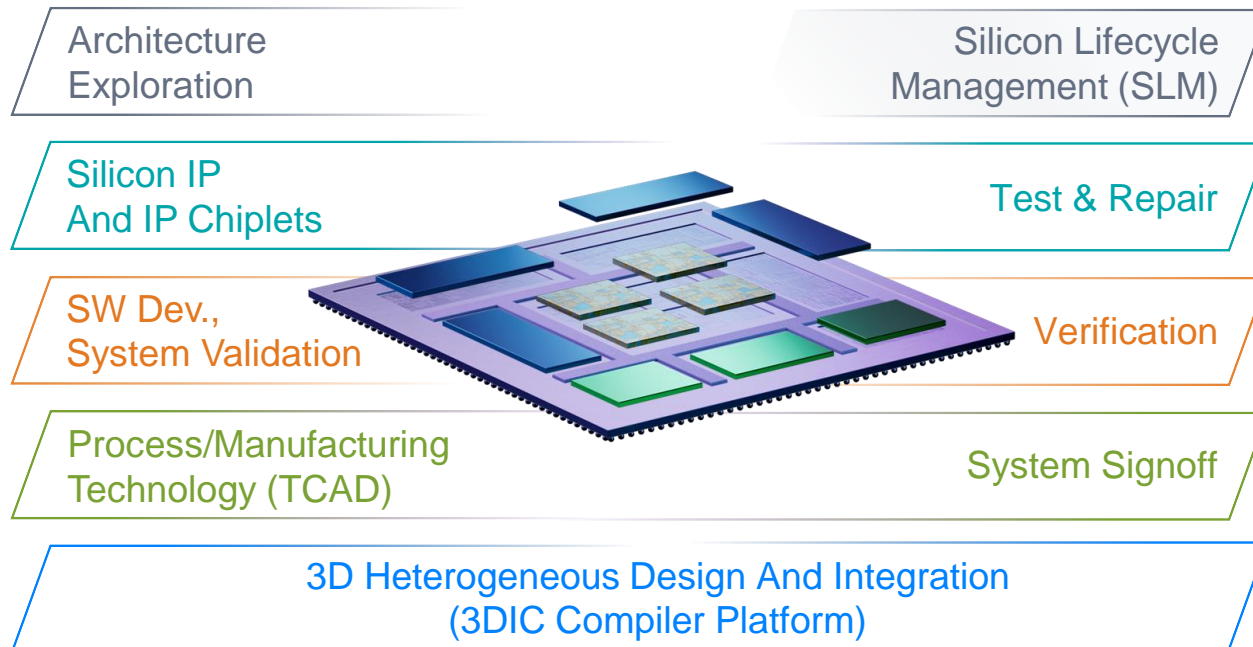 Architecture
Exploration
Silicon Lifecycle
Management (SLM)
Silicon IP
And IP Chiplets
Test & Repair
SW Dev.,
System Validation
Verification
Process/Manufacturing
Technology (TCAD)
System Signoff
3D Heterogeneous Design And Integration
(3DIC Compiler Platform)